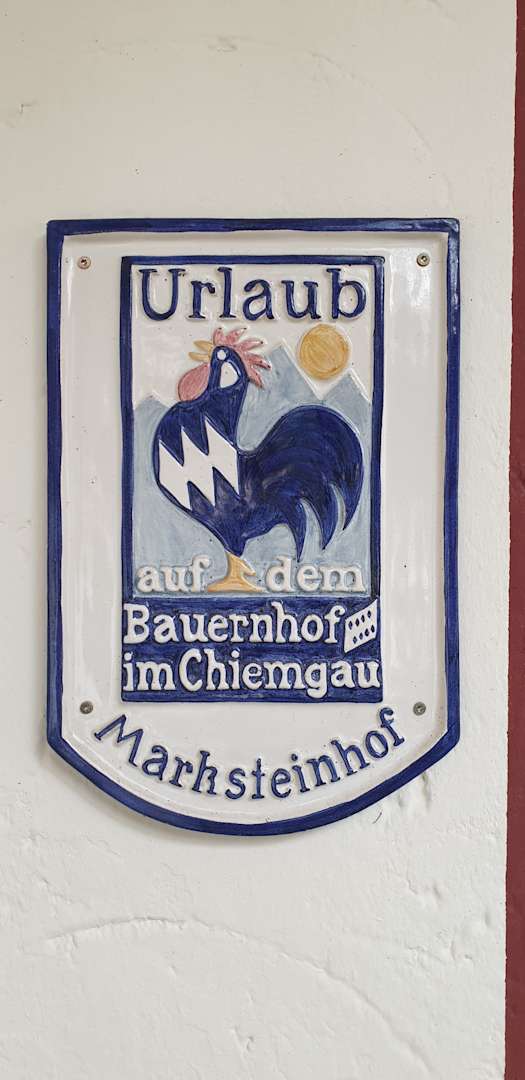 Urlaub
auf dem
Bauernhof
im Chiemgau
Marksteinhof